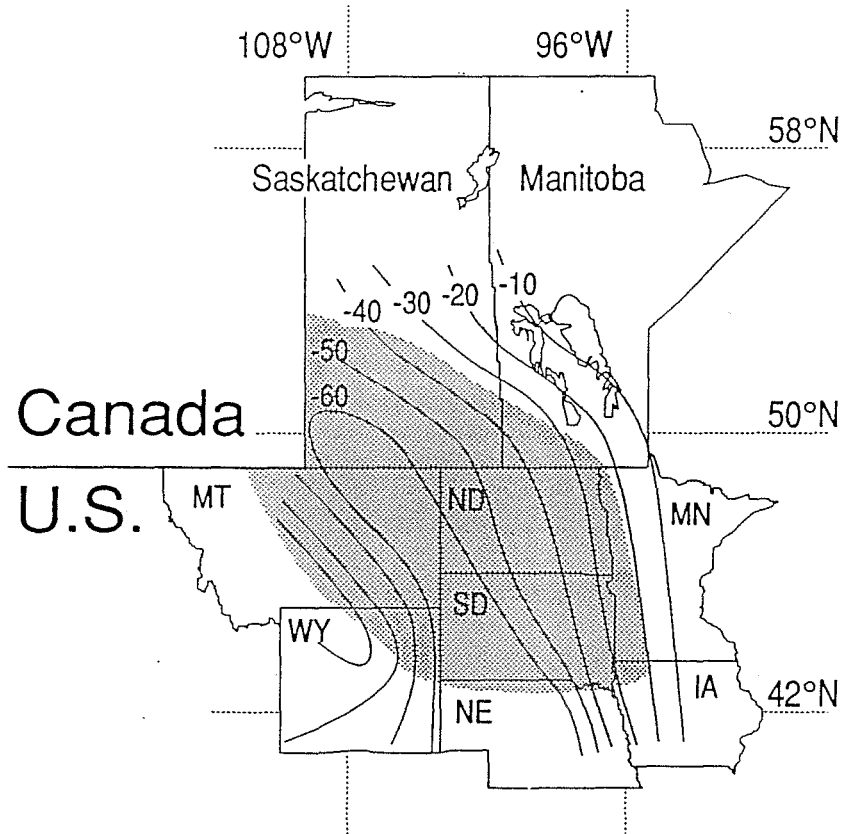 108°W
96°W
58°N
Saskatchewan
Manitoba
-10
-20
-30
-40
-50
-60
Canada
50°N
U.S.
MT
ND
MN
SD
WY
IA
NE
42°N